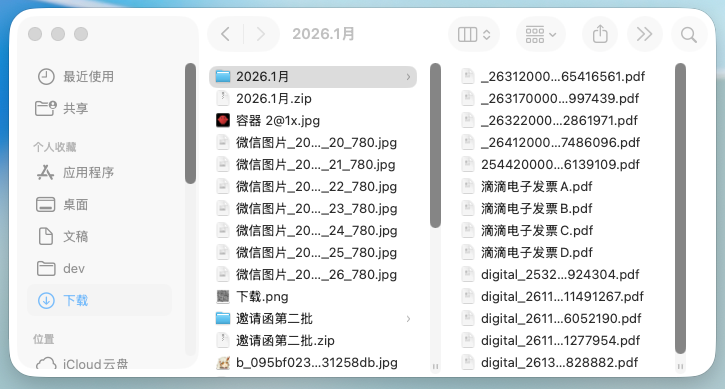 2026.1月
最近使用
共享
个人收藏
应用程序
桌面
文稿
dev
下载
位置
iCloud云盘
2026.1月
2026.1月.zip
容器 2@1x.jpg
微信图片_20..._20_780.jpg
微信图片_20..._21_780.jpg
微信图片_20..._22_780.jpg
微信图片_20..._23_780.jpg
微信图片_20..._24_780.jpg
微信图片_20..._25_780.jpg
微信图片_20..._26_780.jpg
下载.png
邀请函第二批
邀请函第二批.zip
b_095bf023...31258db.jpg
_26312000...65416561.pdf
_263170000...997439.pdf
_26322000...2861971.pdf
_26412000...7486096.pdf
254420000...6139109.pdf
滴滴电子发票A.pdf
滴滴电子发票B.pdf
滴滴电子发票C.pdf
滴滴电子发票D.pdf
digital_2532...924304.pdf
digital_2611...11491267.pdf
digital_2611...6052190.pdf
digital_2611...1277954.pdf
digital_2613...828882.pdf